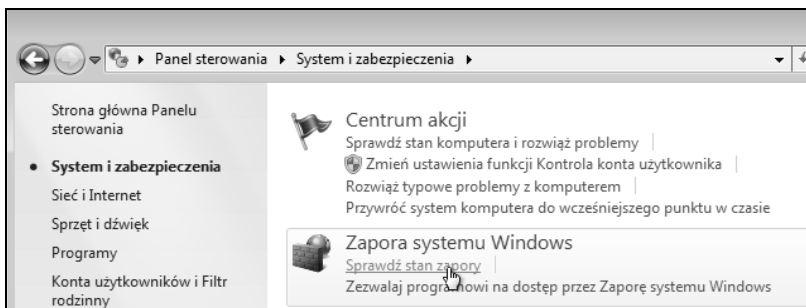 Panel sterowania System i zabezpieczenia
Strona główna Panelu
sterowania
System i zabezpieczenia
Sieć i Internet
Sprzęt i dźwięk
Programy
Konta użytkowników i Filtr
rodzinny
Centrum akcji
Sprawdź stan komputera i rozwiąż problemy
Zmień ustawienia funkcji Kontrola konta użytkownika
Rozwiąż typowe problemy z komputerem
Przywróć system komputera do wcześniejszego punktu w czasie
Zapora systemu Windows
Sprawdź stan zapory
Zezwalaj programowi na dostęp przez Zaporę systemu Windows